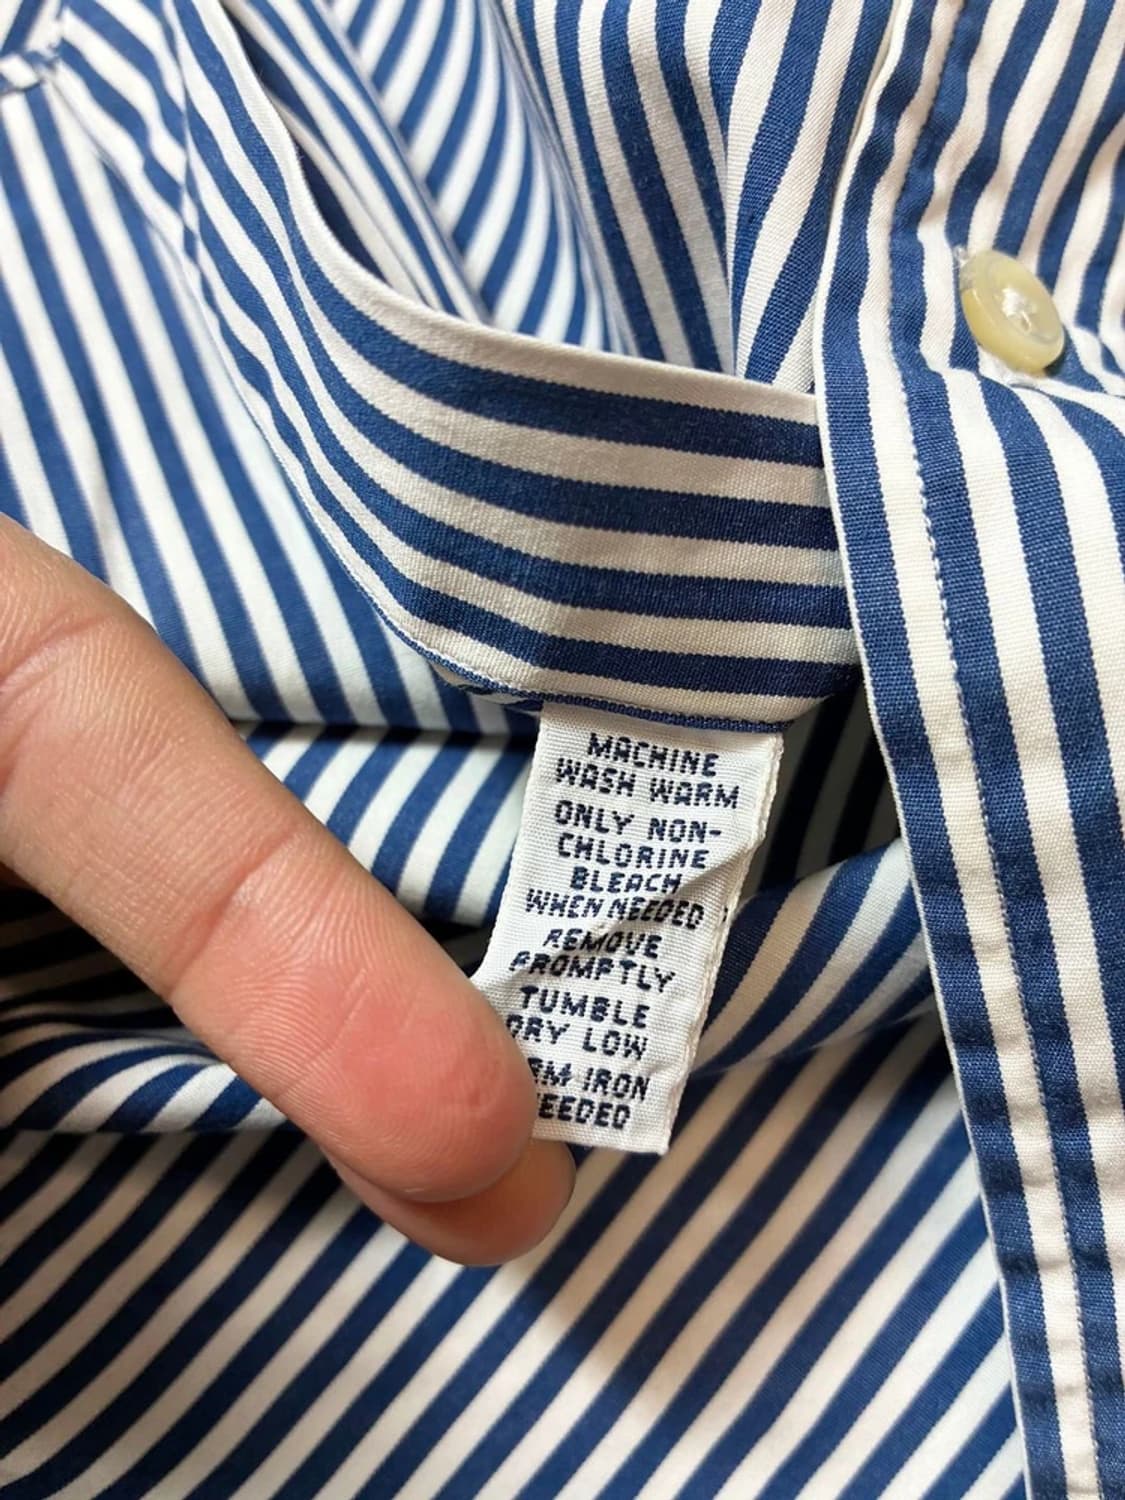 MACHINE
WASH WARM
ONLY NON-
CHLORINE
BLEACH
WHEN NEEDED
REMOVE
PROMPTLY
TUMBLE
DRY LOW
IRON